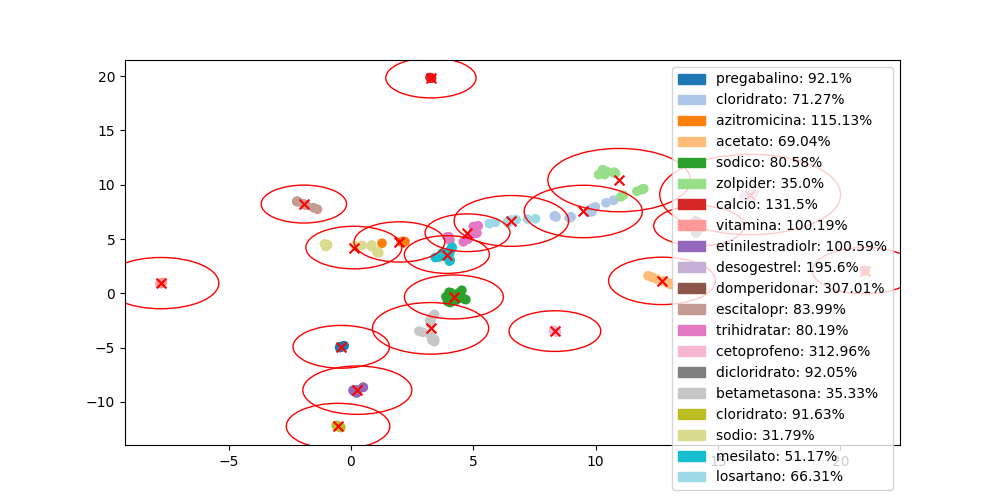 20
15
10
5
0
−5
−10
−5
0
5
10
15
20
pregabalino: 92.1%
cloridrato: 71.27%
azitromicina: 115.13%
acetato: 69.04%
sodico: 80.58%
zolpider: 35.0%
calcio: 131.5%
vitamina: 100.19%
etinilestradiolr: 100.59%
desogestrel: 195.6%
domperidonar: 307.01%
escitalopr: 83.99%
trihidratar: 80.19%
cetoprofeno: 312.96%
dicloridrato: 92.05%
betametasona: 35.33%
cloridrato: 91.63%
sodio: 31.79%
mesilato: 51.17%
losartano: 66.31%